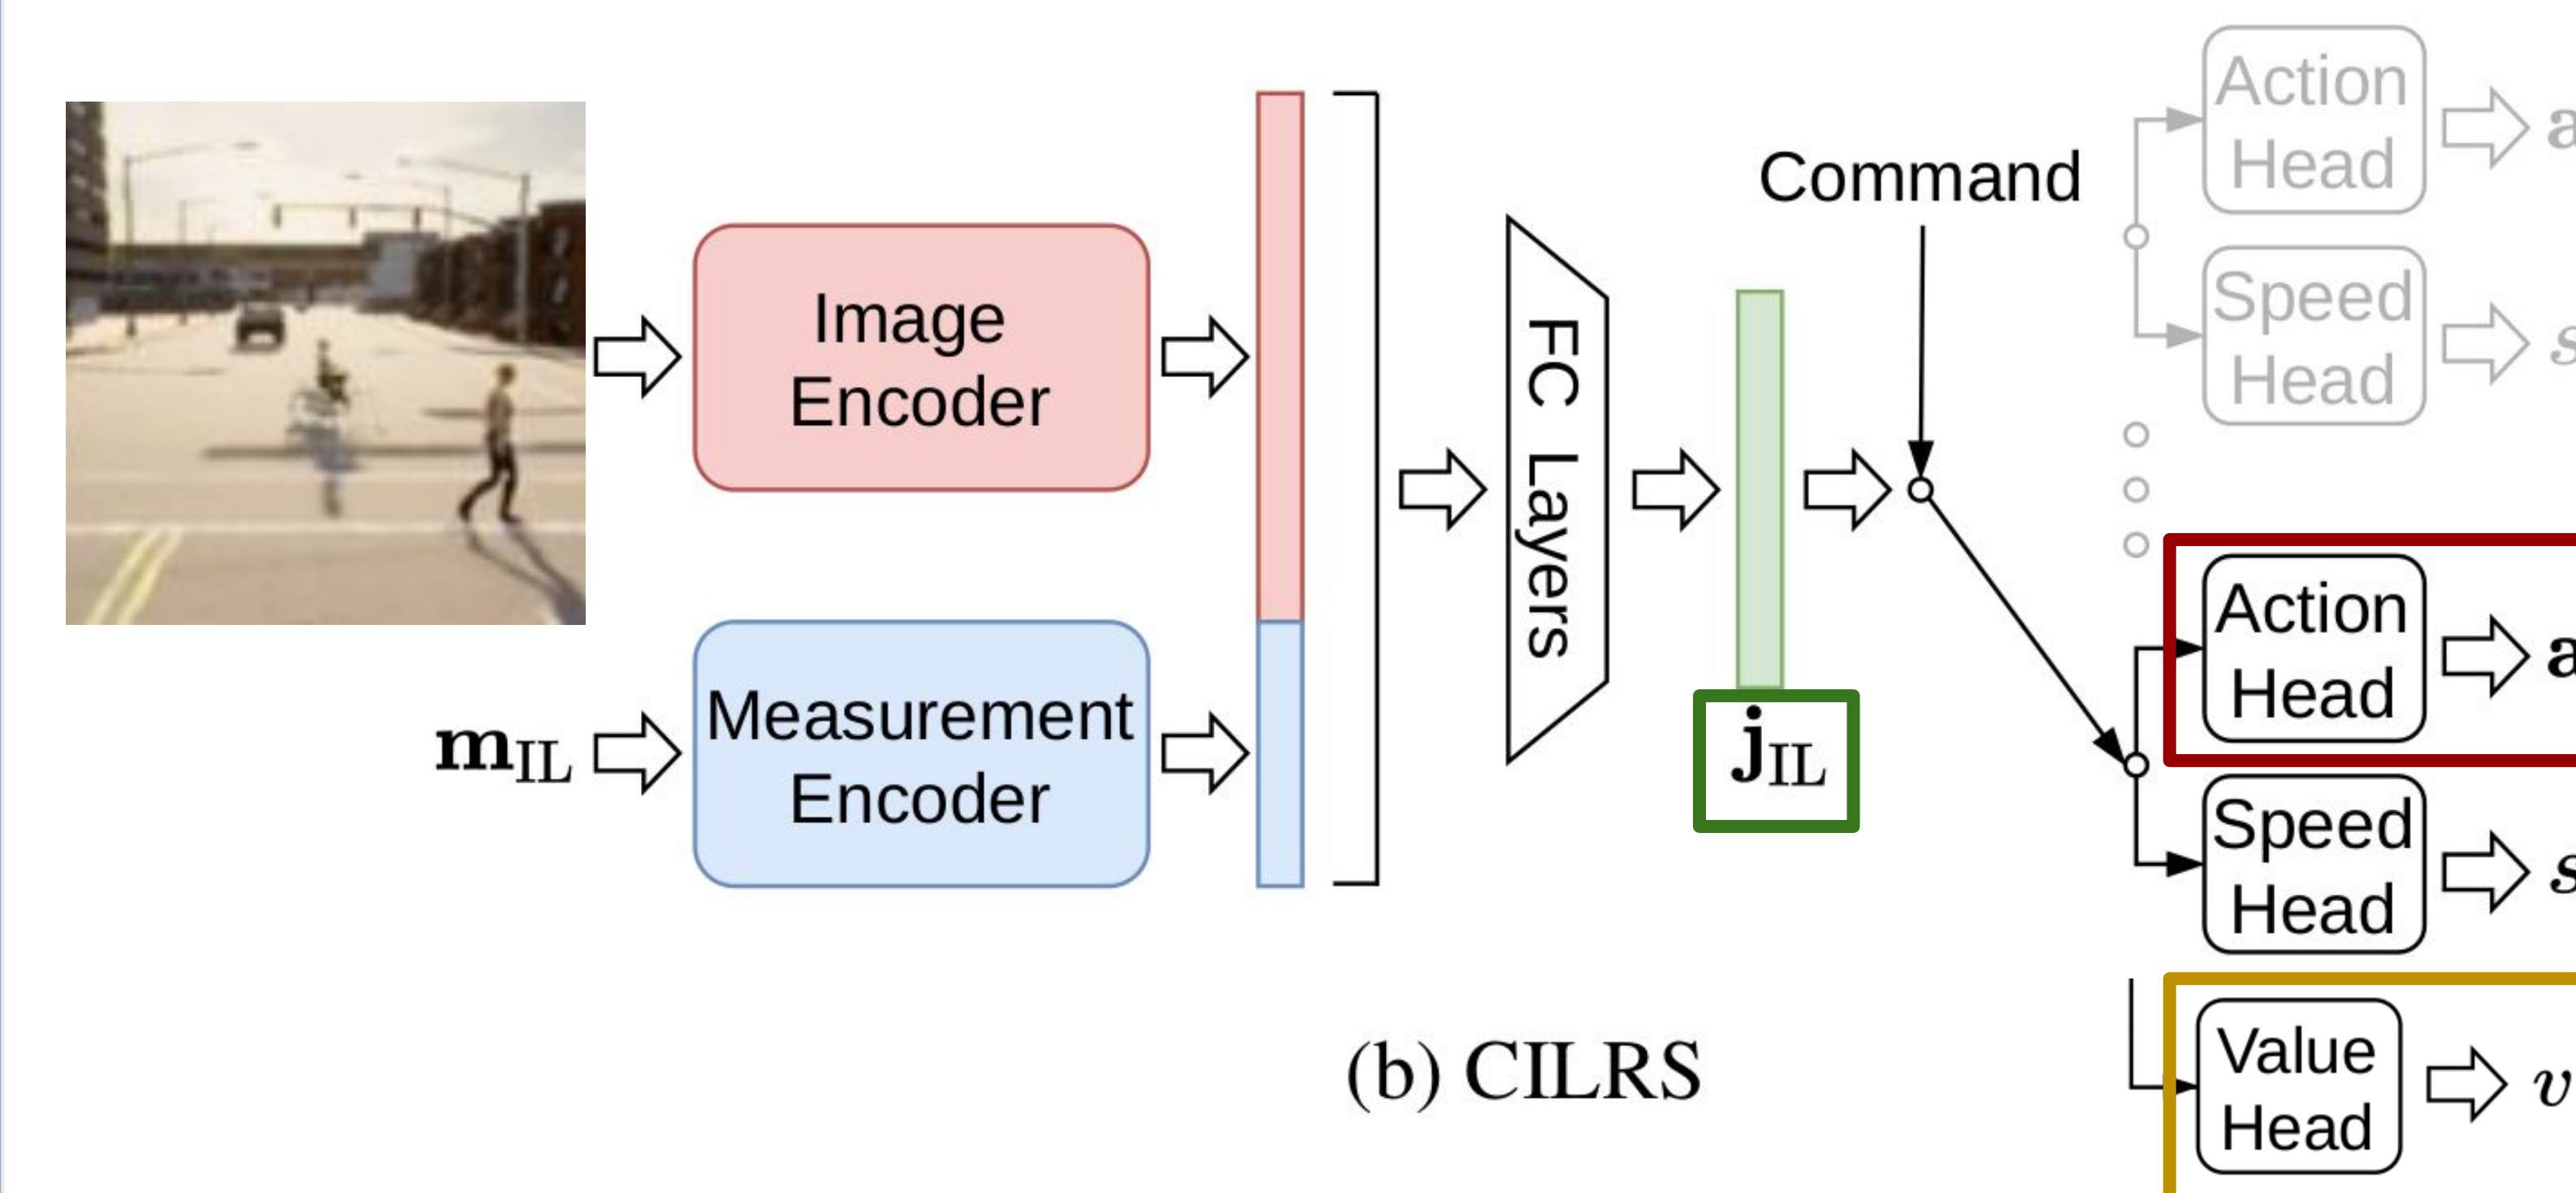 Action
Head
a
Speed
Head
s
Command
Image
Encoder
FC Layers
m_IL
Measurement
Encoder
j_IL
Action
Head
a
Speed
Head
s
Value
Head
v
(b) CILRS